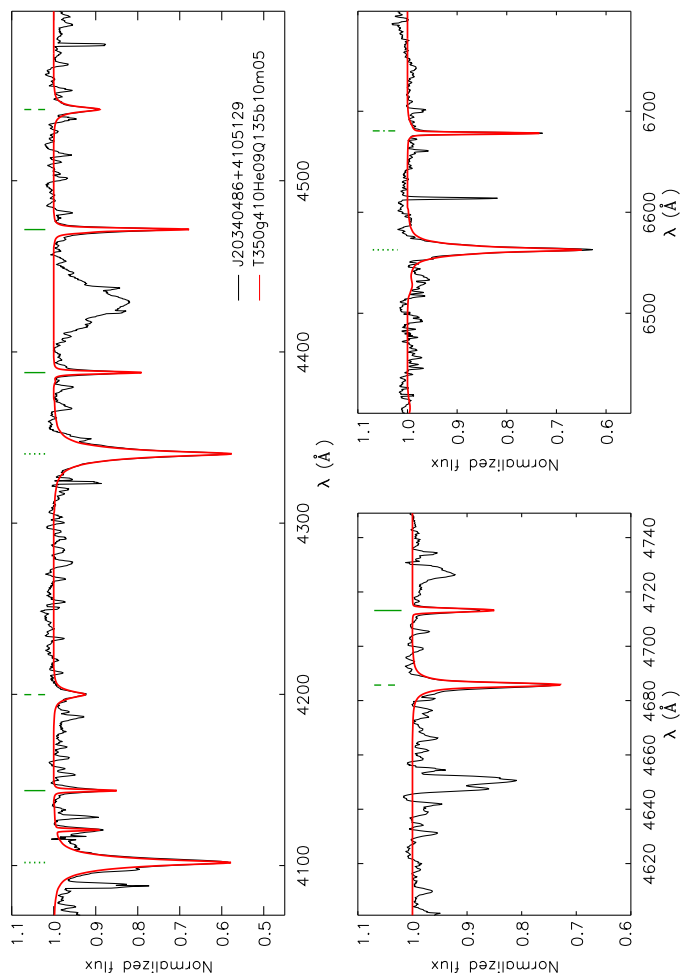 4500
4400
4300
4200
4100
λ (Å)
J20340486+4105129
T350g410He09Q135b10m05
1.1 1.0 0.9 0.8 0.7 0.6 0.5
Normalized flux
6700
6600
6500
λ (Å)
1.1 1.0 0.9 0.8 0.7 0.6
Normalized flux
4740
4720
4700
4680
4660
4640
4620
λ (Å)
1.1 1.0 0.9 0.8 0.7 0.6
Normalized flux